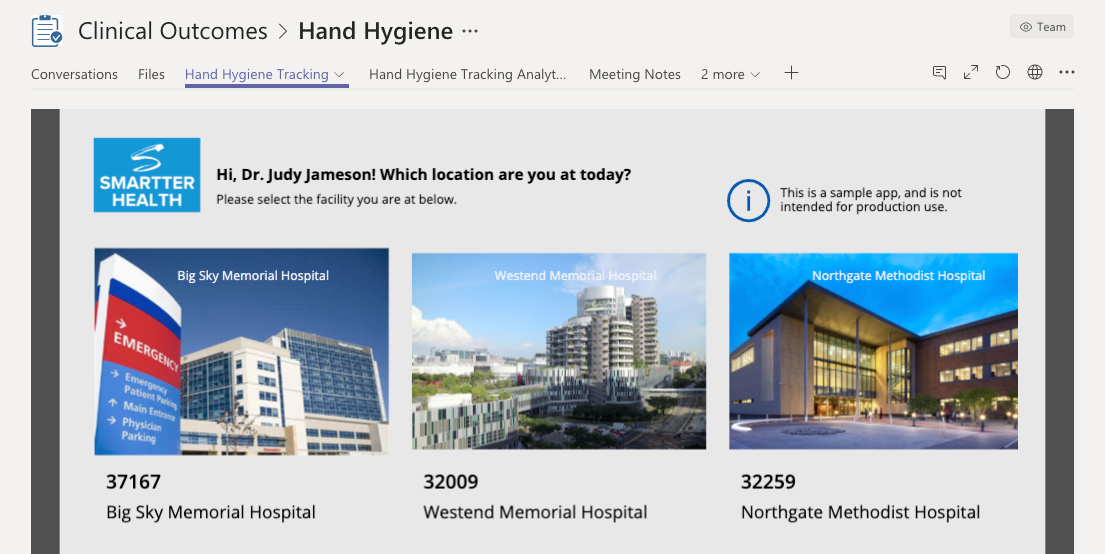 Clinical Outcomes > Hand Hygiene ...
Team
Conversations Files Hand Hygiene Tracking Hand Hygiene Tracking Analyt... Meeting Notes 2 more
SMARTTER
HEALTH
Hi, Dr. Judy Jameson! Which location are you at today?
Please select the facility you are at below.
This is a sample app, and is not
intended for production use.
Big Sky Memorial Hospital
EMERGENCY
Emergency
Patient Parking
Main Entrance
Physician
Parking
Westend Memorial Hospital
Northgate Methodist Hospital
37167
Big Sky Memorial Hospital
32009
Westend Memorial Hospital
32259
Northgate Methodist Hospital